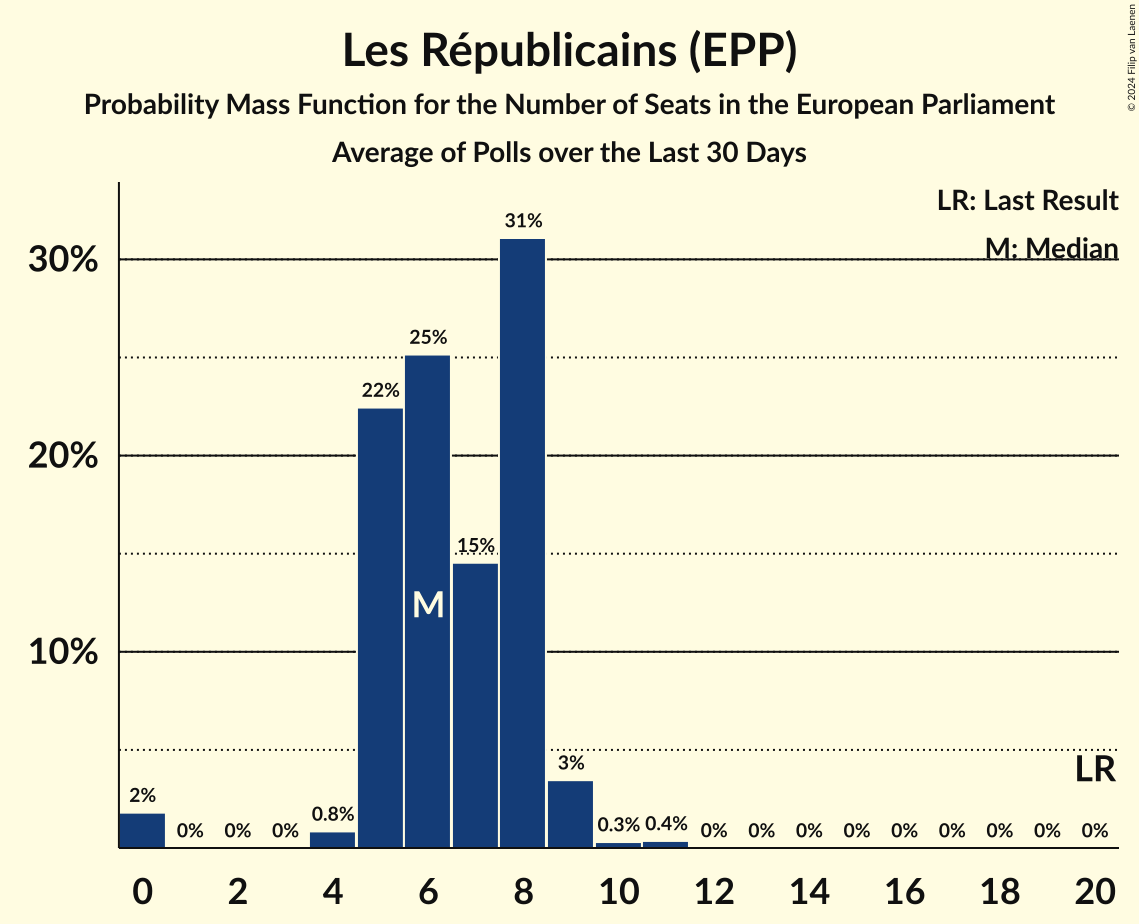 © 2024 Filip van Laenen
Les Républicains (EPP)
Probability Mass Function for the Number of Seats in the European Parliament
Average of Polls over the Last 30 Days
LR: Last Result
M: Median
30%
20%
10%
2%
0%
0%
0%
0.8%
22%
25%
15%
31%
3%
0.3%
0.4%
0%
0%
0%
0%
0%
0%
0%
0%
0%
M
LR
0 2 4 6 8 10 12 14 16 18 20